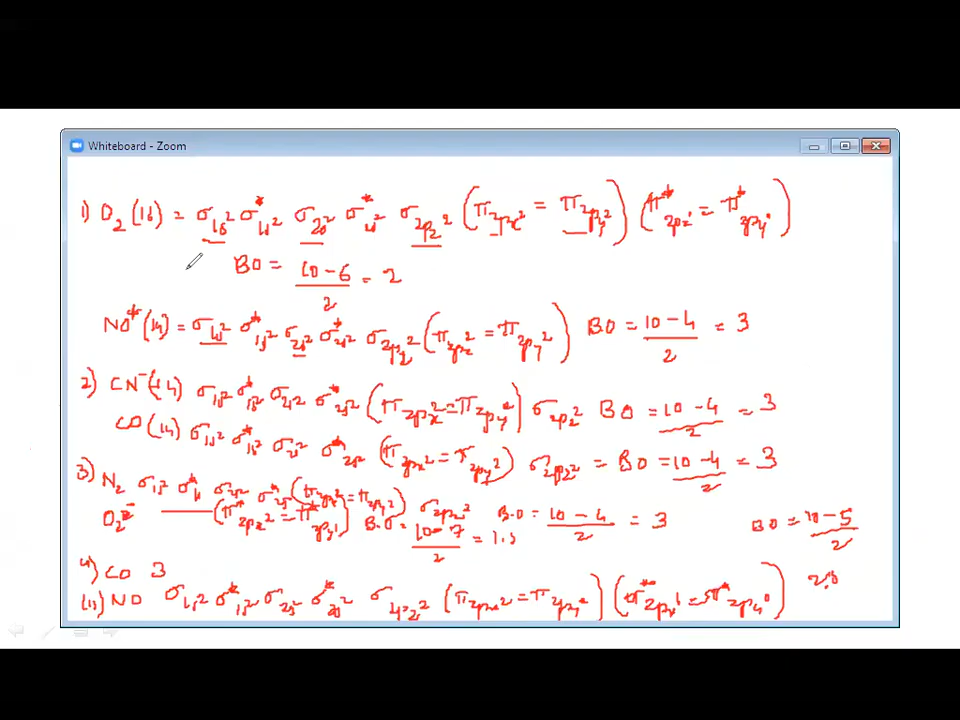 Whiteboard - Zoom
1) O₂ (16) = σ1s² σ*1s² σ2s² σ*2s² σ2pz² (π2px² = π2py²) (π*2px¹ = π*2py¹)
BO = 10-6/2 = 2
NO⁺(14) = σ1s² σ*1s² σ2s² σ*2s² σ2pz² (π2px² = π2py²) BO = 10-4/2 = 3
2) CN⁻(14) σ1s² σ*1s² σ2s² σ*2s² (π2px² = π2py²) σ2pz² BO = 10-4/2 = 3
CO (14) σ1s² σ*1s² σ2s² σ*2s² (π2px² = π2py²) σ2pz² = BO = 10-4/2 = 3
3) N₂ σ1s² σ*1s σ2s² σ*2s² (π2px² = π2py²) σ2pz² B.O = 10-4/2 = 3 BO = 10-5/2
O₂⁻ (π*2px² = π*2py¹) B.O = 10-7/2 = 1.5
4) CO 3 2.5
(15) NO σ1s² σ*1s² σ2s² σ*2s² (π2px² = π2py²) (π*2px¹ = π*2py⁰)